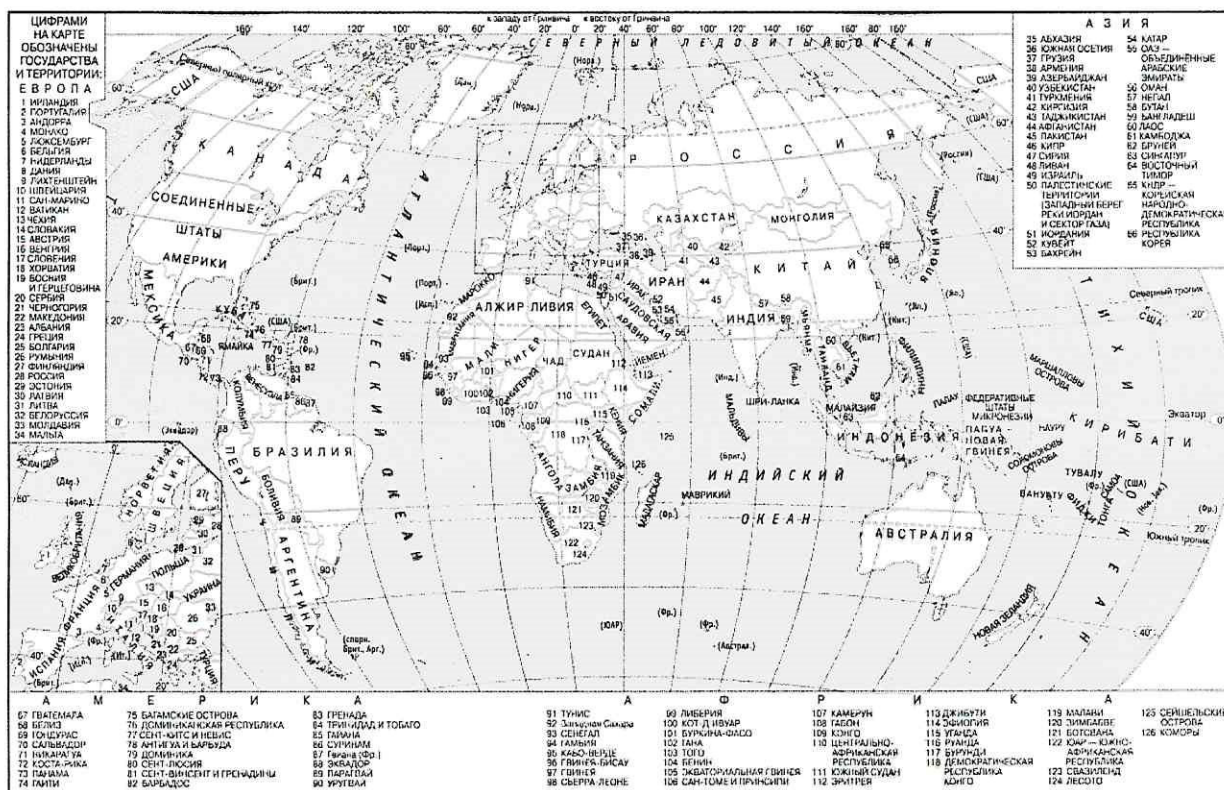 ЦИФРАМИ
НА КАРТЕ
ОБОЗНАЧЕНЫ
ГОСУДАРСТВА
И ТЕРРИТОРИИ:
ЕВРОПА
1 ИРЛАНДИЯ
2 ПОРТУГАЛИЯ
3 АНДОРРА
4 МОНАКО
5 ЛЮКСЕМБУРГ
6 БЕЛЬГИЯ
7 НИДЕРЛАНДЫ
8 ДАНИЯ
9 ЛИХТЕНШТЕЙН
10 ШВЕЙЦАРИЯ
11 САН-МАРИНО
12 ВАТИКАН
13 ЧЕХИЯ
14 СЛОВАКИЯ
15 АВСТРИЯ
16 ВЕНГРИЯ
17 СЛОВЕНИЯ
18 ХОРВАТИЯ
19 БОСНИЯ
И ГЕРЦЕГОВИНА
20 СЕРБИЯ
21 ЧЕРНОГОРИЯ
22 МАКЕДОНИЯ
23 АЛБАНИЯ
24 ГРЕЦИЯ
25 БОЛГАРИЯ
26 РУМЫНИЯ
27 ФИНЛЯНДИЯ
28 РОССИЯ
29 ЭСТОНИЯ
30 ЛАТВИЯ
31 ЛИТВА
32 БЕЛОРУССИЯ
33 МОЛДАВИЯ
34 МАЛЬТА
к западу от Гринвича к востоку от Гринвича
СЕВЕРНЫЙ ЛЕДОВИТЫЙ ОКЕАН
Северный полярный круг
США
КАНАДА
СОЕДИНЕННЫЕ
ШТАТЫ
АМЕРИКИ
МЕКСИКА
КУБА
ЯМАЙКА
ВЕНЕСУЭЛА
КОЛУМБИЯ
ПЕРУ
БРАЗИЛИЯ
БОЛИВИЯ
ЧИЛИ
АРГЕНТИНА
АТЛАНТИЧЕСКИЙ ОКЕАН
РОССИЯ
КАЗАХСТАН
МОНГОЛИЯ
КИТАЙ
ЯПОНИЯ
ТУРЦИЯ
ИРАК
ИРАН
САУДОВСКАЯ
АРАВИЯ
ЙЕМЕН
ИНДИЯ
МЬЯНМА
ТАИЛАНД
ВЬЕТНАМ
ФИЛИППИНЫ
МАЛАЙЗИЯ
ИНДОНЕЗИЯ
ШРИ-ЛАНКА
МАЛЬДИВЫ
МАРОККО
АЛЖИР
ЛИВИЯ
ЕГИПЕТ
МАВРИТАНИЯ
МАЛИ
НИГЕР
ЧАД
СУДАН
НИГЕРИЯ
СОМАЛИ
КЕНИЯ
ТАНЗАНИЯ
АНГОЛА
ЗАМБИЯ
МОЗАМБИК
НАМИБИЯ
МАДАГАСКАР
МАВРИКИЙ
ИНДИЙСКИЙ
ОКЕАН
АВСТРАЛИЯ
НОВАЯ ЗЕЛАНДИЯ
ПАЛАУ
ФЕДЕРАТИВНЫЕ
ШТАТЫ
МИКРОНЕЗИИ
МАРШАЛЛОВЫ
ОСТРОВА
ПАПУА-
НОВАЯ
ГВИНЕЯ
НАУРУ
КИРИБАТИ
СОЛОМОНОВЫ
ОСТРОВА
ТУВАЛУ
ВАНУАТУ
ФИДЖИ
ТОНГА
САМОА
ТИХИЙ ОКЕАН
Северный тропик
Экватор
Южный тропик
ИСЛАНДИЯ
НОРВЕГИЯ
ШВЕЦИЯ
ВЕЛИКОБРИТАНИЯ
ГЕРМАНИЯ
ПОЛЬША
УКРАИНА
ФРАНЦИЯ
ИСПАНИЯ
ИТАЛИЯ
ТУРЦИЯ
АЗИЯ
35 АБХАЗИЯ
36 ЮЖНАЯ ОСЕТИЯ
37 ГРУЗИЯ
38 АРМЕНИЯ
39 АЗЕРБАЙДЖАН
40 УЗБЕКИСТАН
41 ТУРКМЕНИЯ
42 КИРГИЗИЯ
43 ТАДЖИКИСТАН
44 АФГАНИСТАН
45 ПАКИСТАН
46 КИПР
47 СИРИЯ
48 ЛИВАН
49 ИЗРАИЛЬ
50 ПАЛЕСТИНСКИЕ
ТЕРРИТОРИИ
(ЗАПАДНЫЙ БЕРЕГ
РЕКИ ИОРДАН
И СЕКТОР ГАЗА)
51 ИОРДАНИЯ
52 КУВЕЙТ
53 БАХРЕЙН
54 КАТАР
55 ОАЭ —
ОБЪЕДИНЁННЫЕ
АРАБСКИЕ
ЭМИРАТЫ
56 ОМАН
57 НЕПАЛ
58 БУТАН
59 БАНГЛАДЕШ
60 ЛАОС
61 КАМБОДЖА
62 БРУНЕЙ
63 СИНГАПУР
64 ВОСТОЧНЫЙ
ТИМОР
65 КНДР —
КОРЕЙСКАЯ
НАРОДНО-
ДЕМОКРАТИЧЕСКАЯ
РЕСПУБЛИКА
66 РЕСПУБЛИКА
КОРЕЯ
АМЕРИКА
67 ГВАТЕМАЛА
68 БЕЛИЗ
69 ГОНДУРАС
70 САЛЬВАДОР
71 НИКАРАГУА
72 КОСТА-РИКА
73 ПАНАМА
74 ГАИТИ
75 БАГАМСКИЕ ОСТРОВА
76 ДОМИНИКАНСКАЯ РЕСПУБЛИКА
77 СЕНТ-КИТС И НЕВИС
78 АНТИГУА И БАРБУДА
79 ДОМИНИКА
80 СЕНТ-ЛЮСИЯ
81 СЕНТ-ВИНСЕНТ И ГРЕНАДИНЫ
82 БАРБАДОС
83 ГРЕНАДА
84 ТРИНИДАД И ТОБАГО
85 ГАЙАНА
86 СУРИНАМ
87 Гвиана (Фр.)
88 ЭКВАДОР
89 ПАРАГВАЙ
90 УРУГВАЙ
АФРИКА
91 ТУНИС
92 Западная Сахара
93 СЕНЕГАЛ
94 ГАМБИЯ
95 КАБО-ВЕРДЕ
96 ГВИНЕЯ-БИСАУ
97 ГВИНЕЯ
98 СЬЕРРА-ЛЕОНЕ
99 ЛИБЕРИЯ
100 КОТ-Д'ИВУАР
101 БУРКИНА-ФАСО
102 ГАНА
103 ТОГО
104 БЕНИН
105 ЭКВАТОРИАЛЬНАЯ ГВИНЕЯ
106 САН-ТОМЕ И ПРИНСИПИ
107 КАМЕРУН
108 ГАБОН
109 КОНГО
110 ЦЕНТРАЛЬНО-
АФРИКАНСКАЯ
РЕСПУБЛИКА
111 ЮЖНЫЙ СУДАН
112 ЭРИТРЕЯ
113 ДЖИБУТИ
114 ЭФИОПИЯ
115 УГАНДА
116 РУАНДА
117 БУРУНДИ
118 ДЕМОКРАТИЧЕСКАЯ
РЕСПУБЛИКА
КОНГО
119 МАЛАВИ
120 ЗИМБАБВЕ
121 БОТСВАНА
122 ЮАР — ЮЖНО-
АФРИКАНСКАЯ
РЕСПУБЛИКА
123 СВАЗИЛЕНД
124 ЛЕСОТО
125 СЕЙШЕЛЬСКИЕ
ОСТРОВА
126 КОМОРЫ